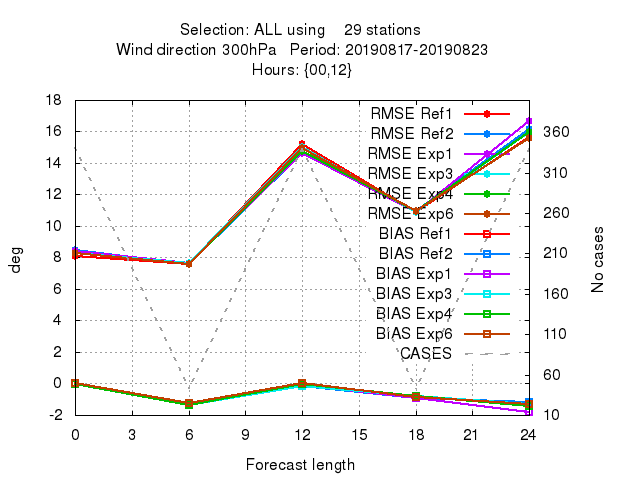 Selection: ALL using 29 stations
Wind direction 300hPa Period: 20190817-20190823
Hours: {00,12}
18
16
14
12
10
8
6
4
2
0
-2
deg
RMSE Ref1
RMSE Ref2
RMSE Exp1
RMSE Exp3
RMSE Exp4
RMSE Exp6
BIAS Ref1
BIAS Ref2
BIAS Exp1
BIAS Exp3
BIAS Exp4
BIAS Exp6
CASES
360
310
260
210
160
110
60
10
No cases
0 3 6 9 12 15 18 21 24
Forecast length